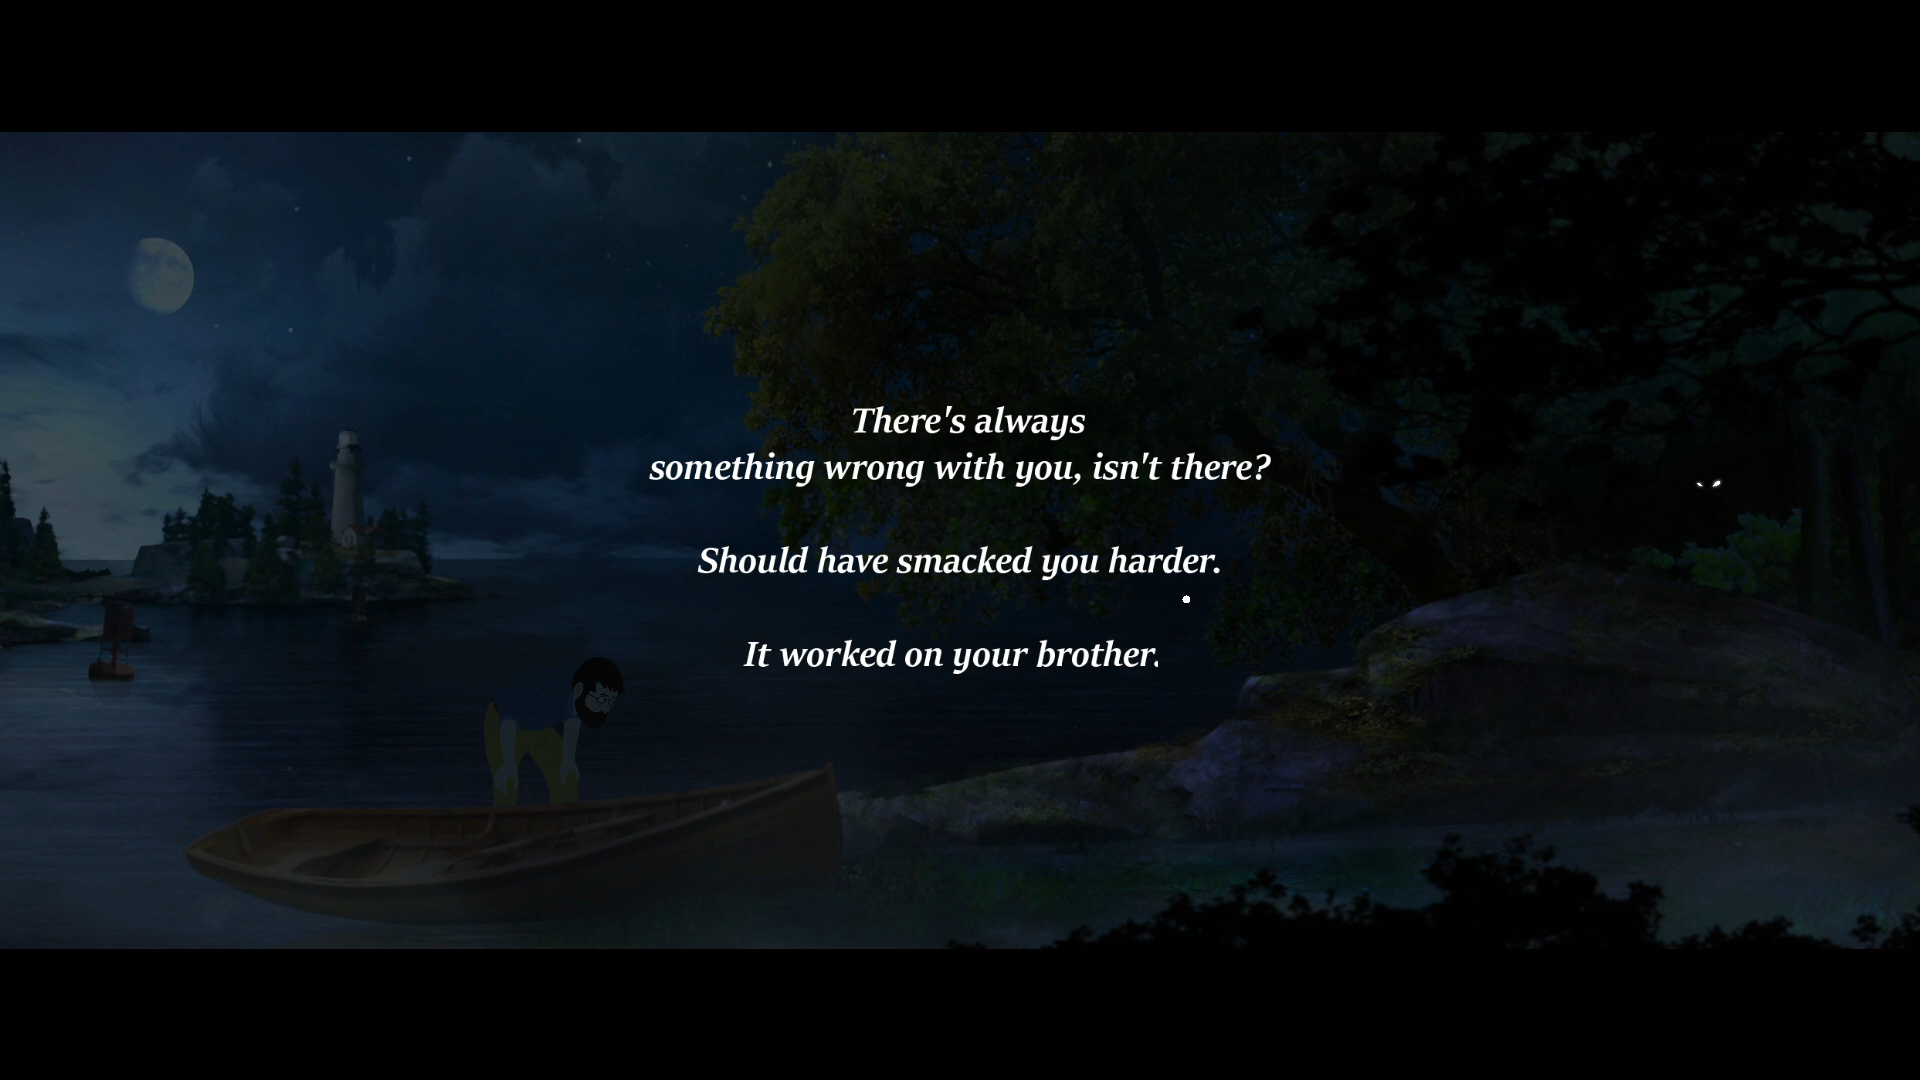 There's always
something wrong with you, isn't there?
Should have smacked you harder.
It worked on your brother.